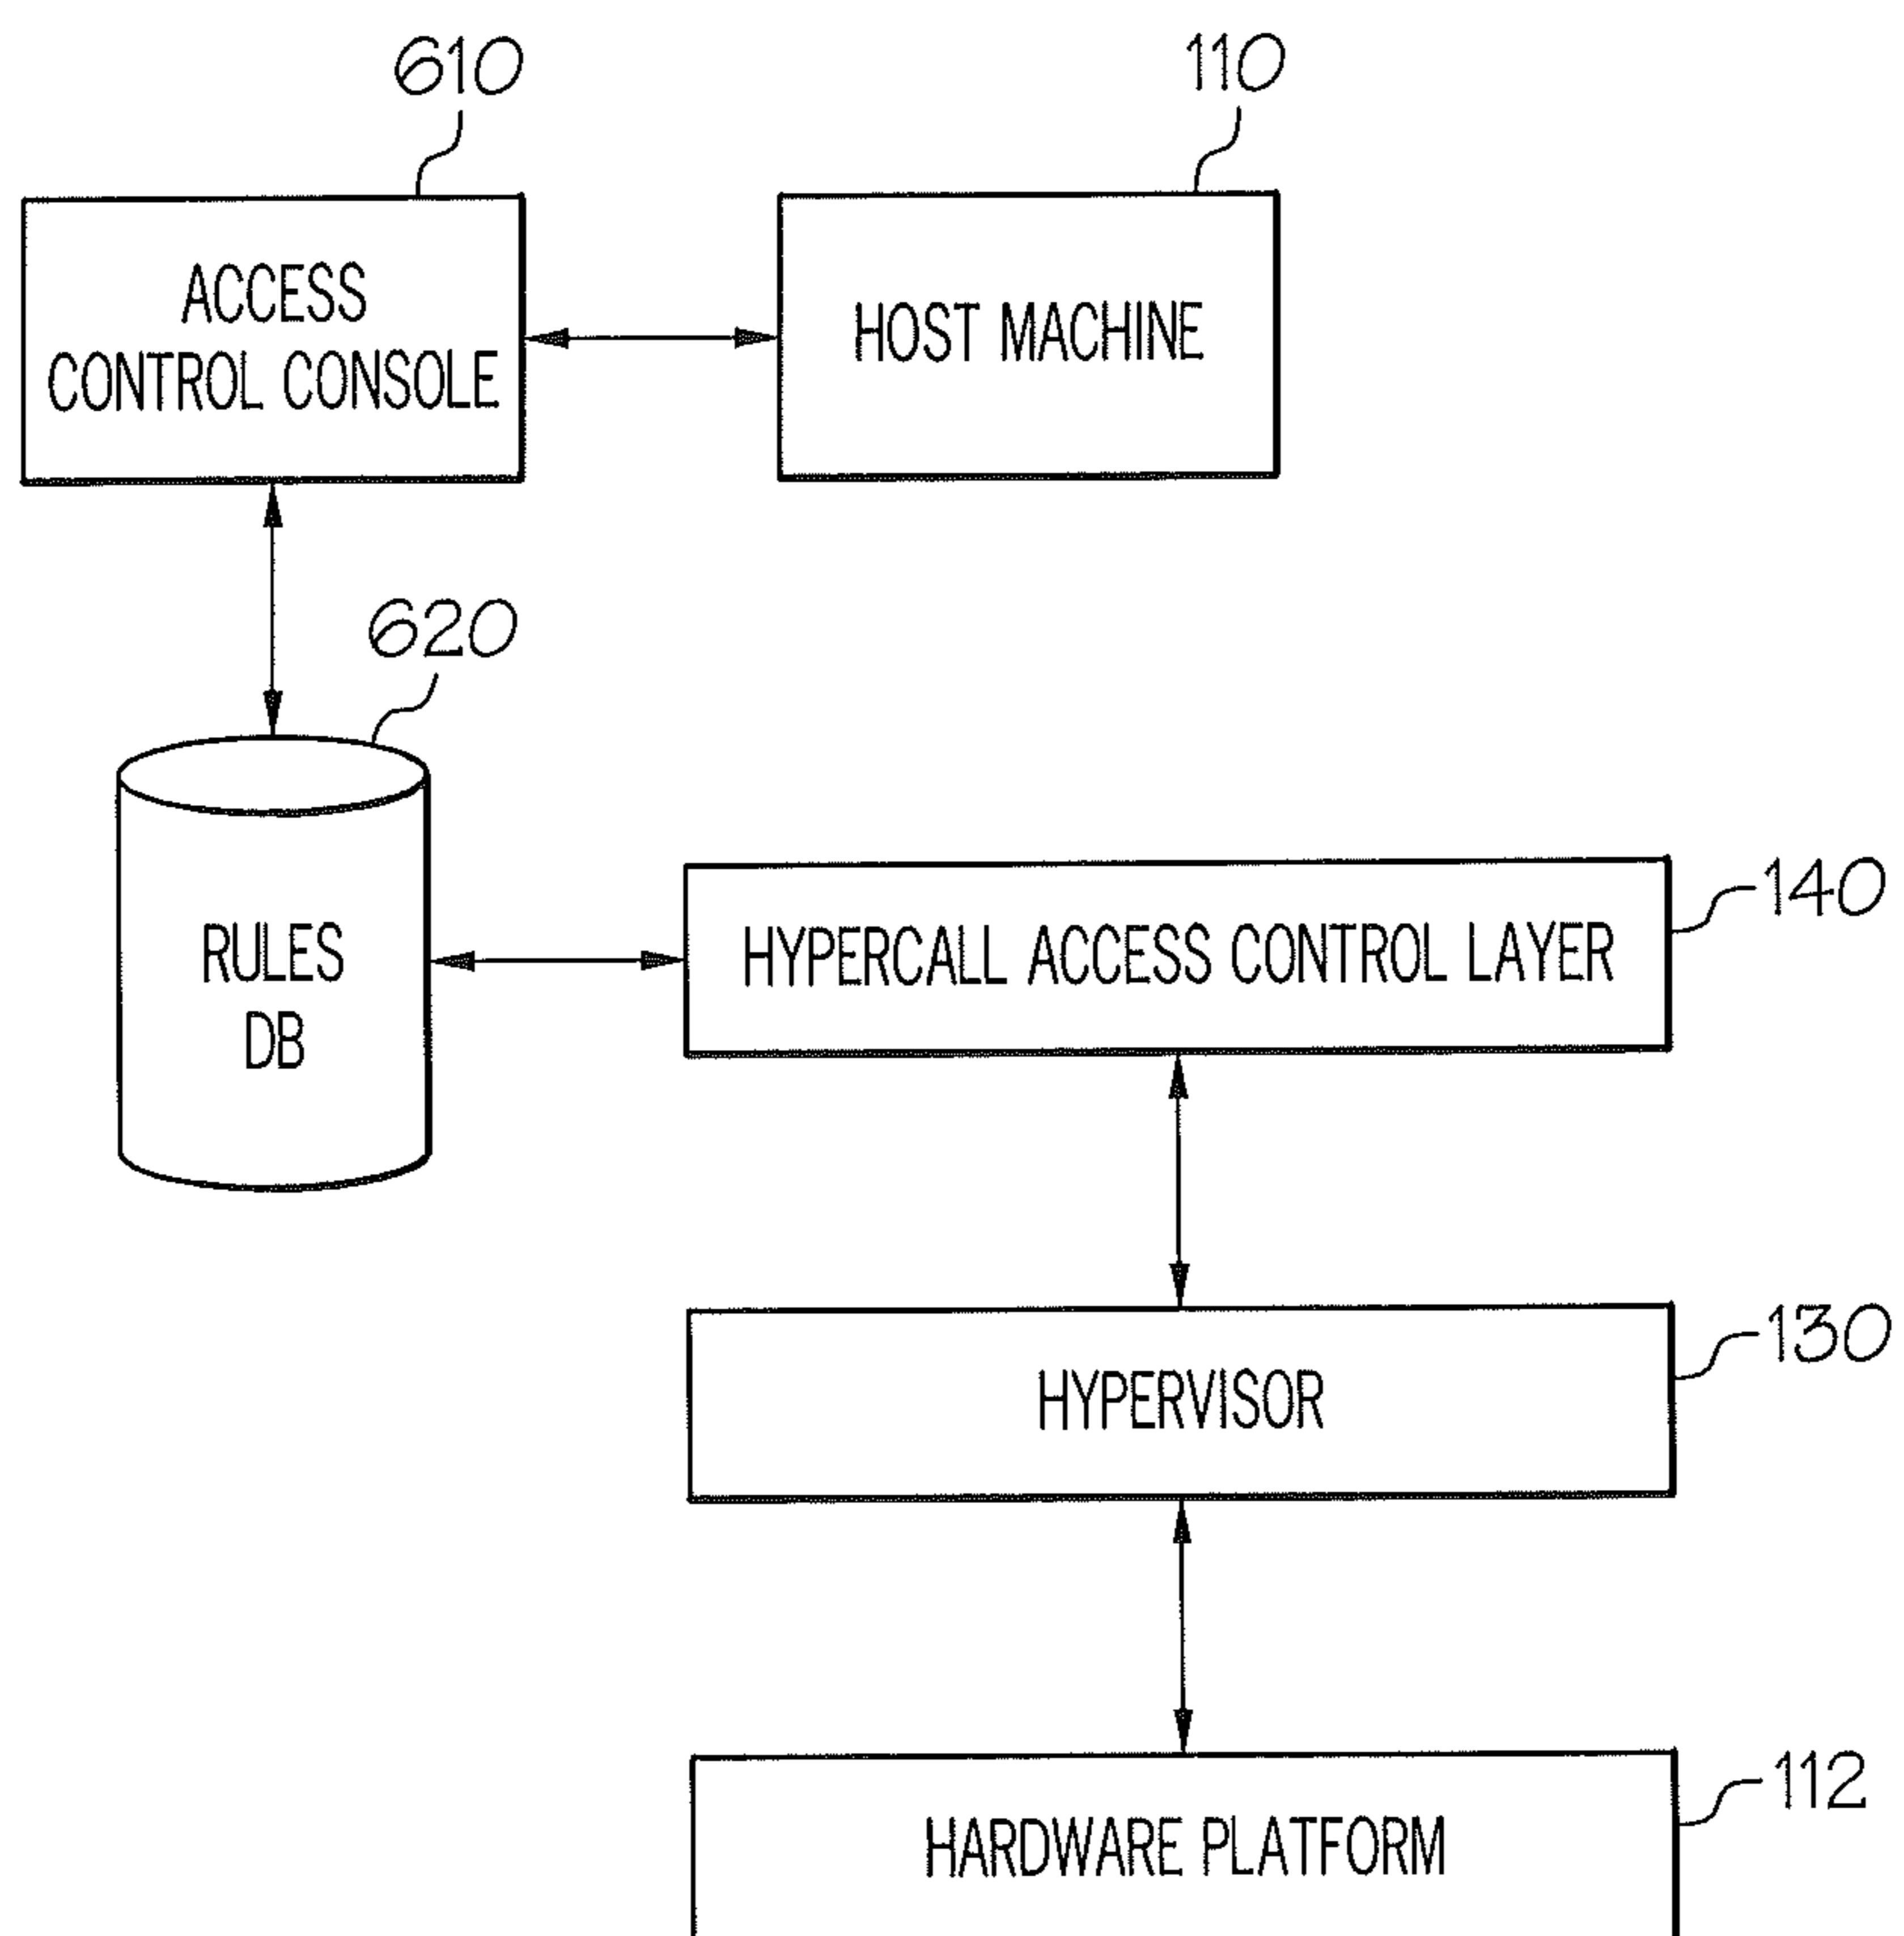 610
110
ACCESS
CONTROL CONSOLE
HOST MACHINE
620
RULES
DB
140
HYPERCALL ACCESS CONTROL LAYER
130
HYPERVISOR
112
HARDWARE PLATFORM